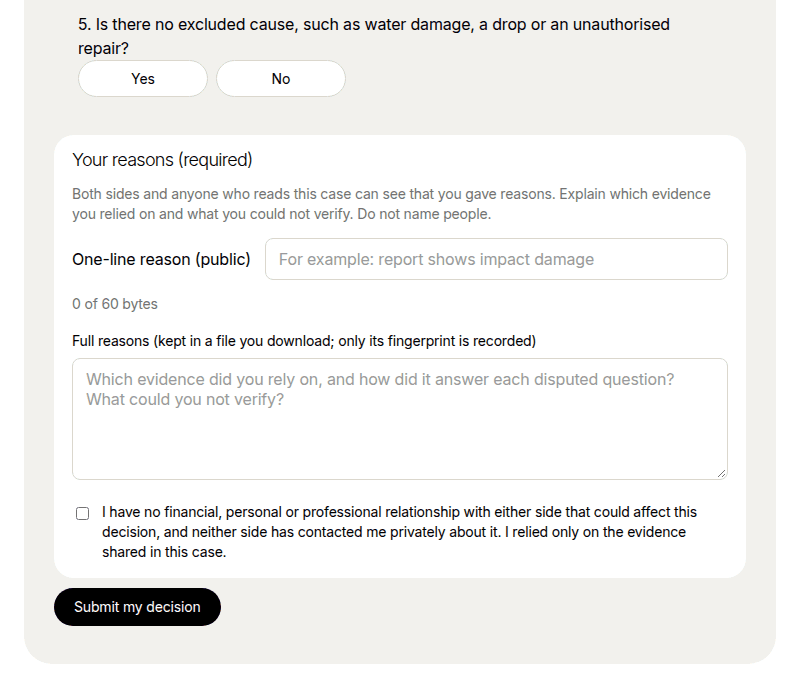 5. Is there no excluded cause, such as water damage, a drop or an unauthorised
repair?
Yes
No
Your reasons (required)
Both sides and anyone who reads this case can see that you gave reasons. Explain which evidence
you relied on and what you could not verify. Do not name people.
One-line reason (public)
For example: report shows impact damage
0 of 60 bytes
Full reasons (kept in a file you download; only its fingerprint is recorded)
Which evidence did you rely on, and how did it answer each disputed question?
What could you not verify?
I have no financial, personal or professional relationship with either side that could affect this
decision, and neither side has contacted me privately about it. I relied only on the evidence
shared in this case.
Submit my decision